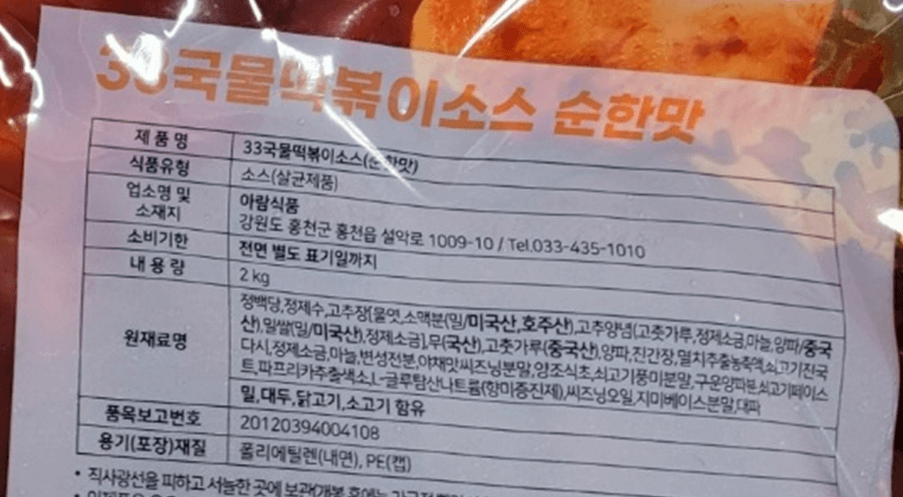 33국물떡볶이소스 순한맛
제 품 명
33국물떡볶이소스(순한맛)
식품유형
소스(살균제품)
업소명 및
소재지
아람식품
강원도 홍천군 홍천읍 설악로 1009-10 / Tel.033-435-1010
소비기한
전면 별도 표기일까지
내 용 량
2 kg
원재료명
정백당,정제수,고추장{물엿,소맥분(밀/미국산,호주산),고추양념(고춧가루,정제소금,마늘,양파/중국
산),밀쌀(밀/미국산),정제소금},무(국산),고춧가루(중국산),양파,진간장,멸치추출농축액,쇠고기진국
다시,정제소금,마늘,변성전분,야채맛씨즈닝분말,양조식초,쇠고기풍미분말,구운양파본쇠고기페이스
트,파프리카추출색소,L-글루탐산나트륨(향미증진제),씨즈닝오일,지미베이스분말,대파
밀,대두,닭고기,소고기 함유
품목보고번호
20120394004108
용기(포장)재질
폴리에틸렌(내면), PE(캡)
• 직사광선을 피하고 서늘한 곳에 보관(개봉 후에는